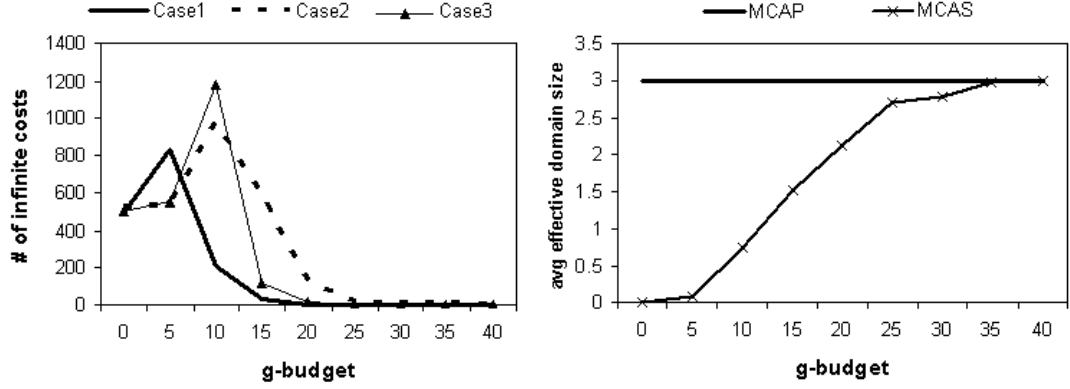 Case1 Case2 Case3
# of infinite costs
1400
1200
1000
800
600
400
200
0
0 5 10 15 20 25 30 35 40
g-budget
MCAP MCAS
avg effective domain size
3.5
3
2.5
2
1.5
1
0.5
0
0 5 10 15 20 25 30 35 40
g-budget